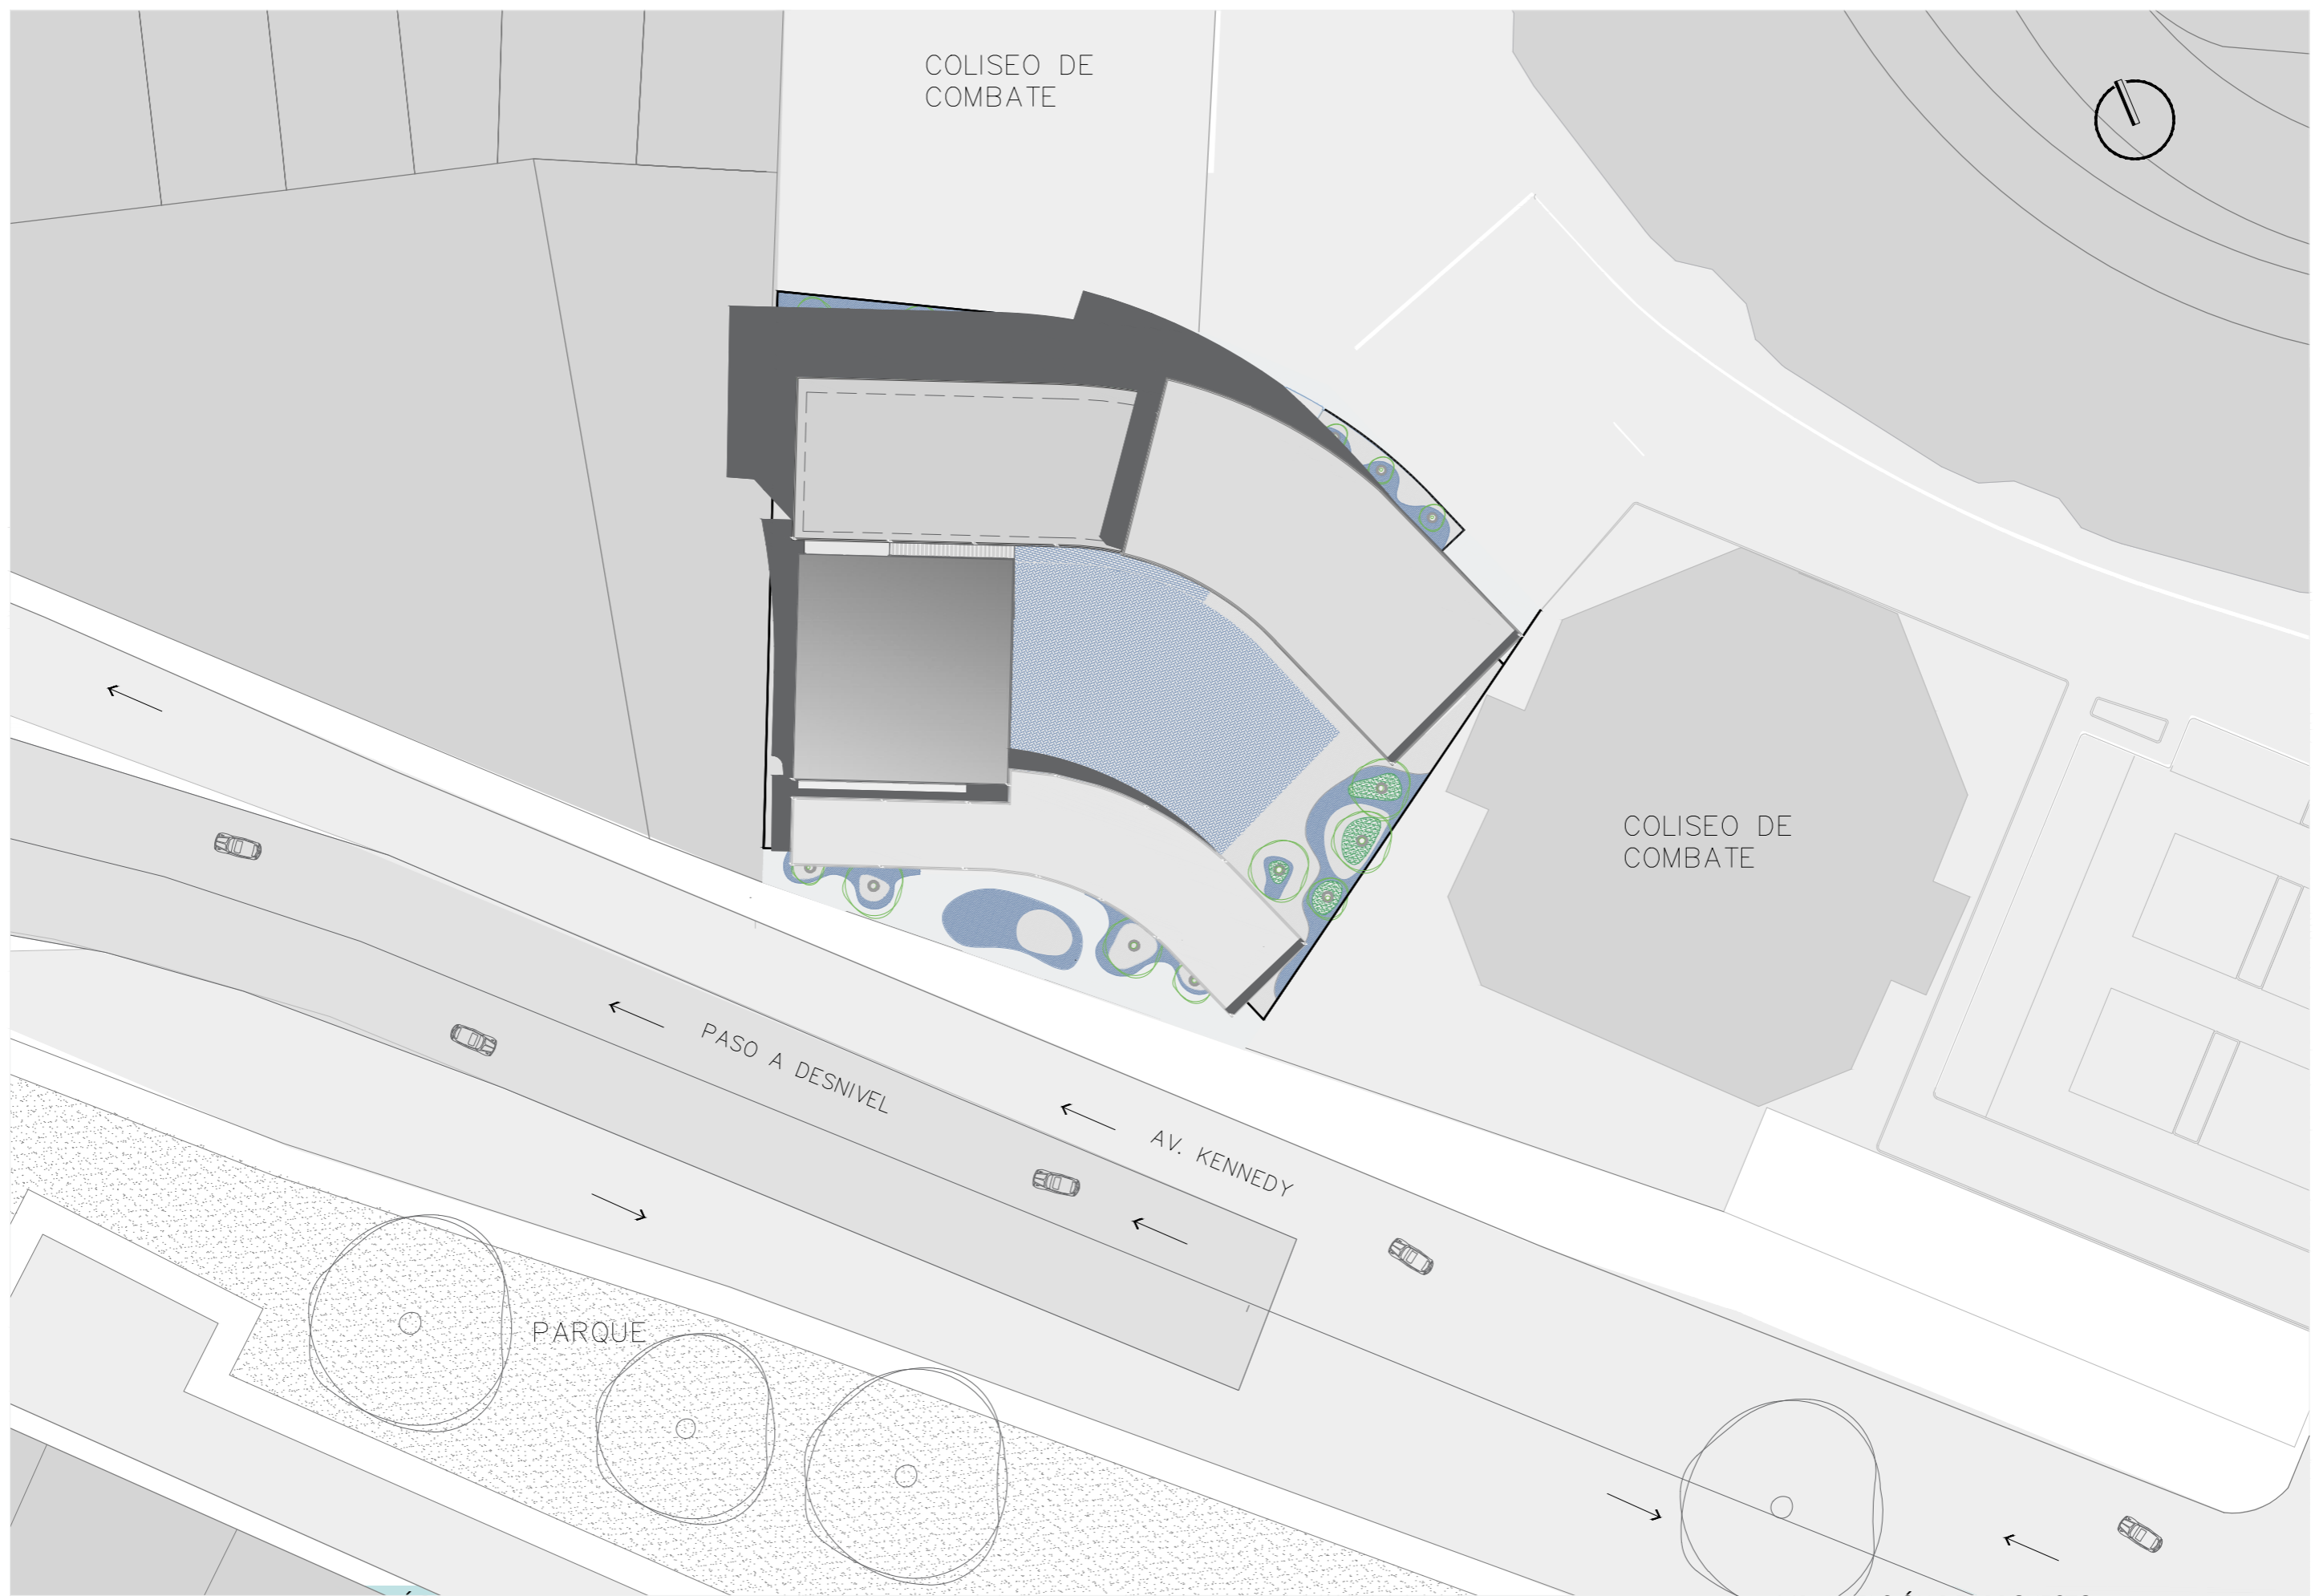 COLISEO DE
COMBATE
COLISEO DE
COMBATE
PASO A DESNIVEL
AV. KENNEDY
PARQUE